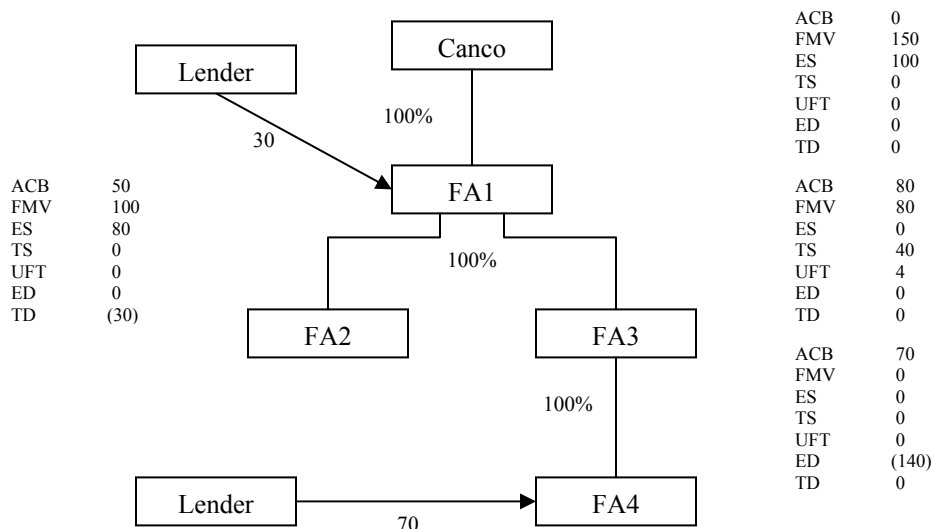 Canco
Lender
100%
30
FA1
100%
FA2
FA3
100%
Lender
70
FA4
ACB 50
FMV 100
ES 80
TS 0
UFT 0
ED 0
TD (30)
ACB 0
FMV 150
ES 100
TS 0
UFT 0
ED 0
TD 0
ACB 80
FMV 80
ES 0
TS 40
UFT 4
ED 0
TD 0
ACB 70
FMV 0
ES 0
TS 0
UFT 0
ED (140)
TD 0